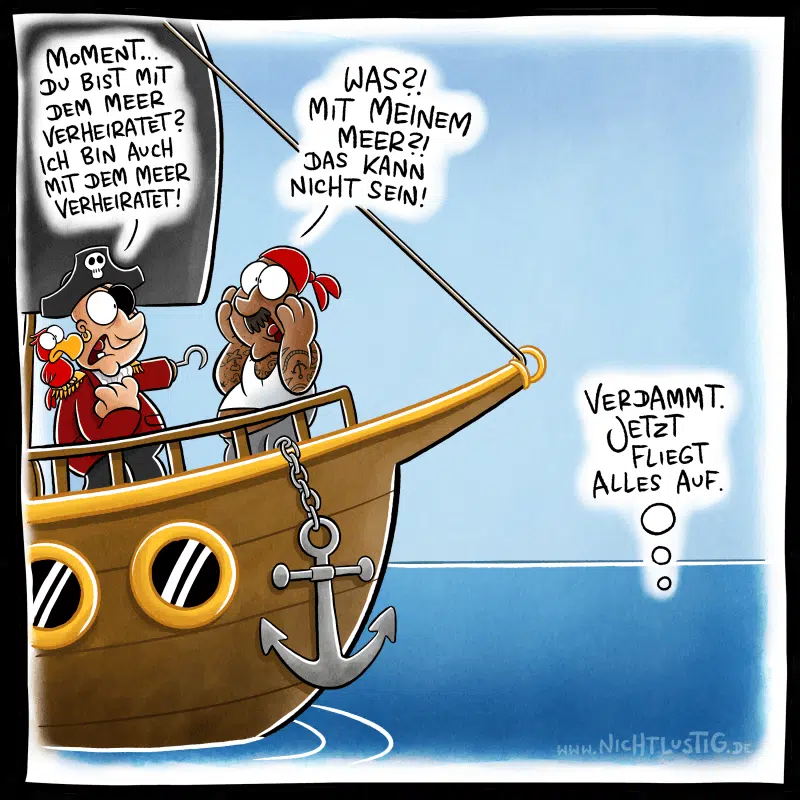 MOMENT...
DU BIST MIT
DEM MEER
VERHEIRATET?
ICH BIN AUCH
MIT DEM MEER
VERHEIRATET!
WAS?!
MIT MEINEM
MEER?!
DAS KANN
NICHT SEIN!
VERDAMMT.
JETZT
FLIEGT
ALLES AUF.
WWW.NICHTLUSTIG.DE